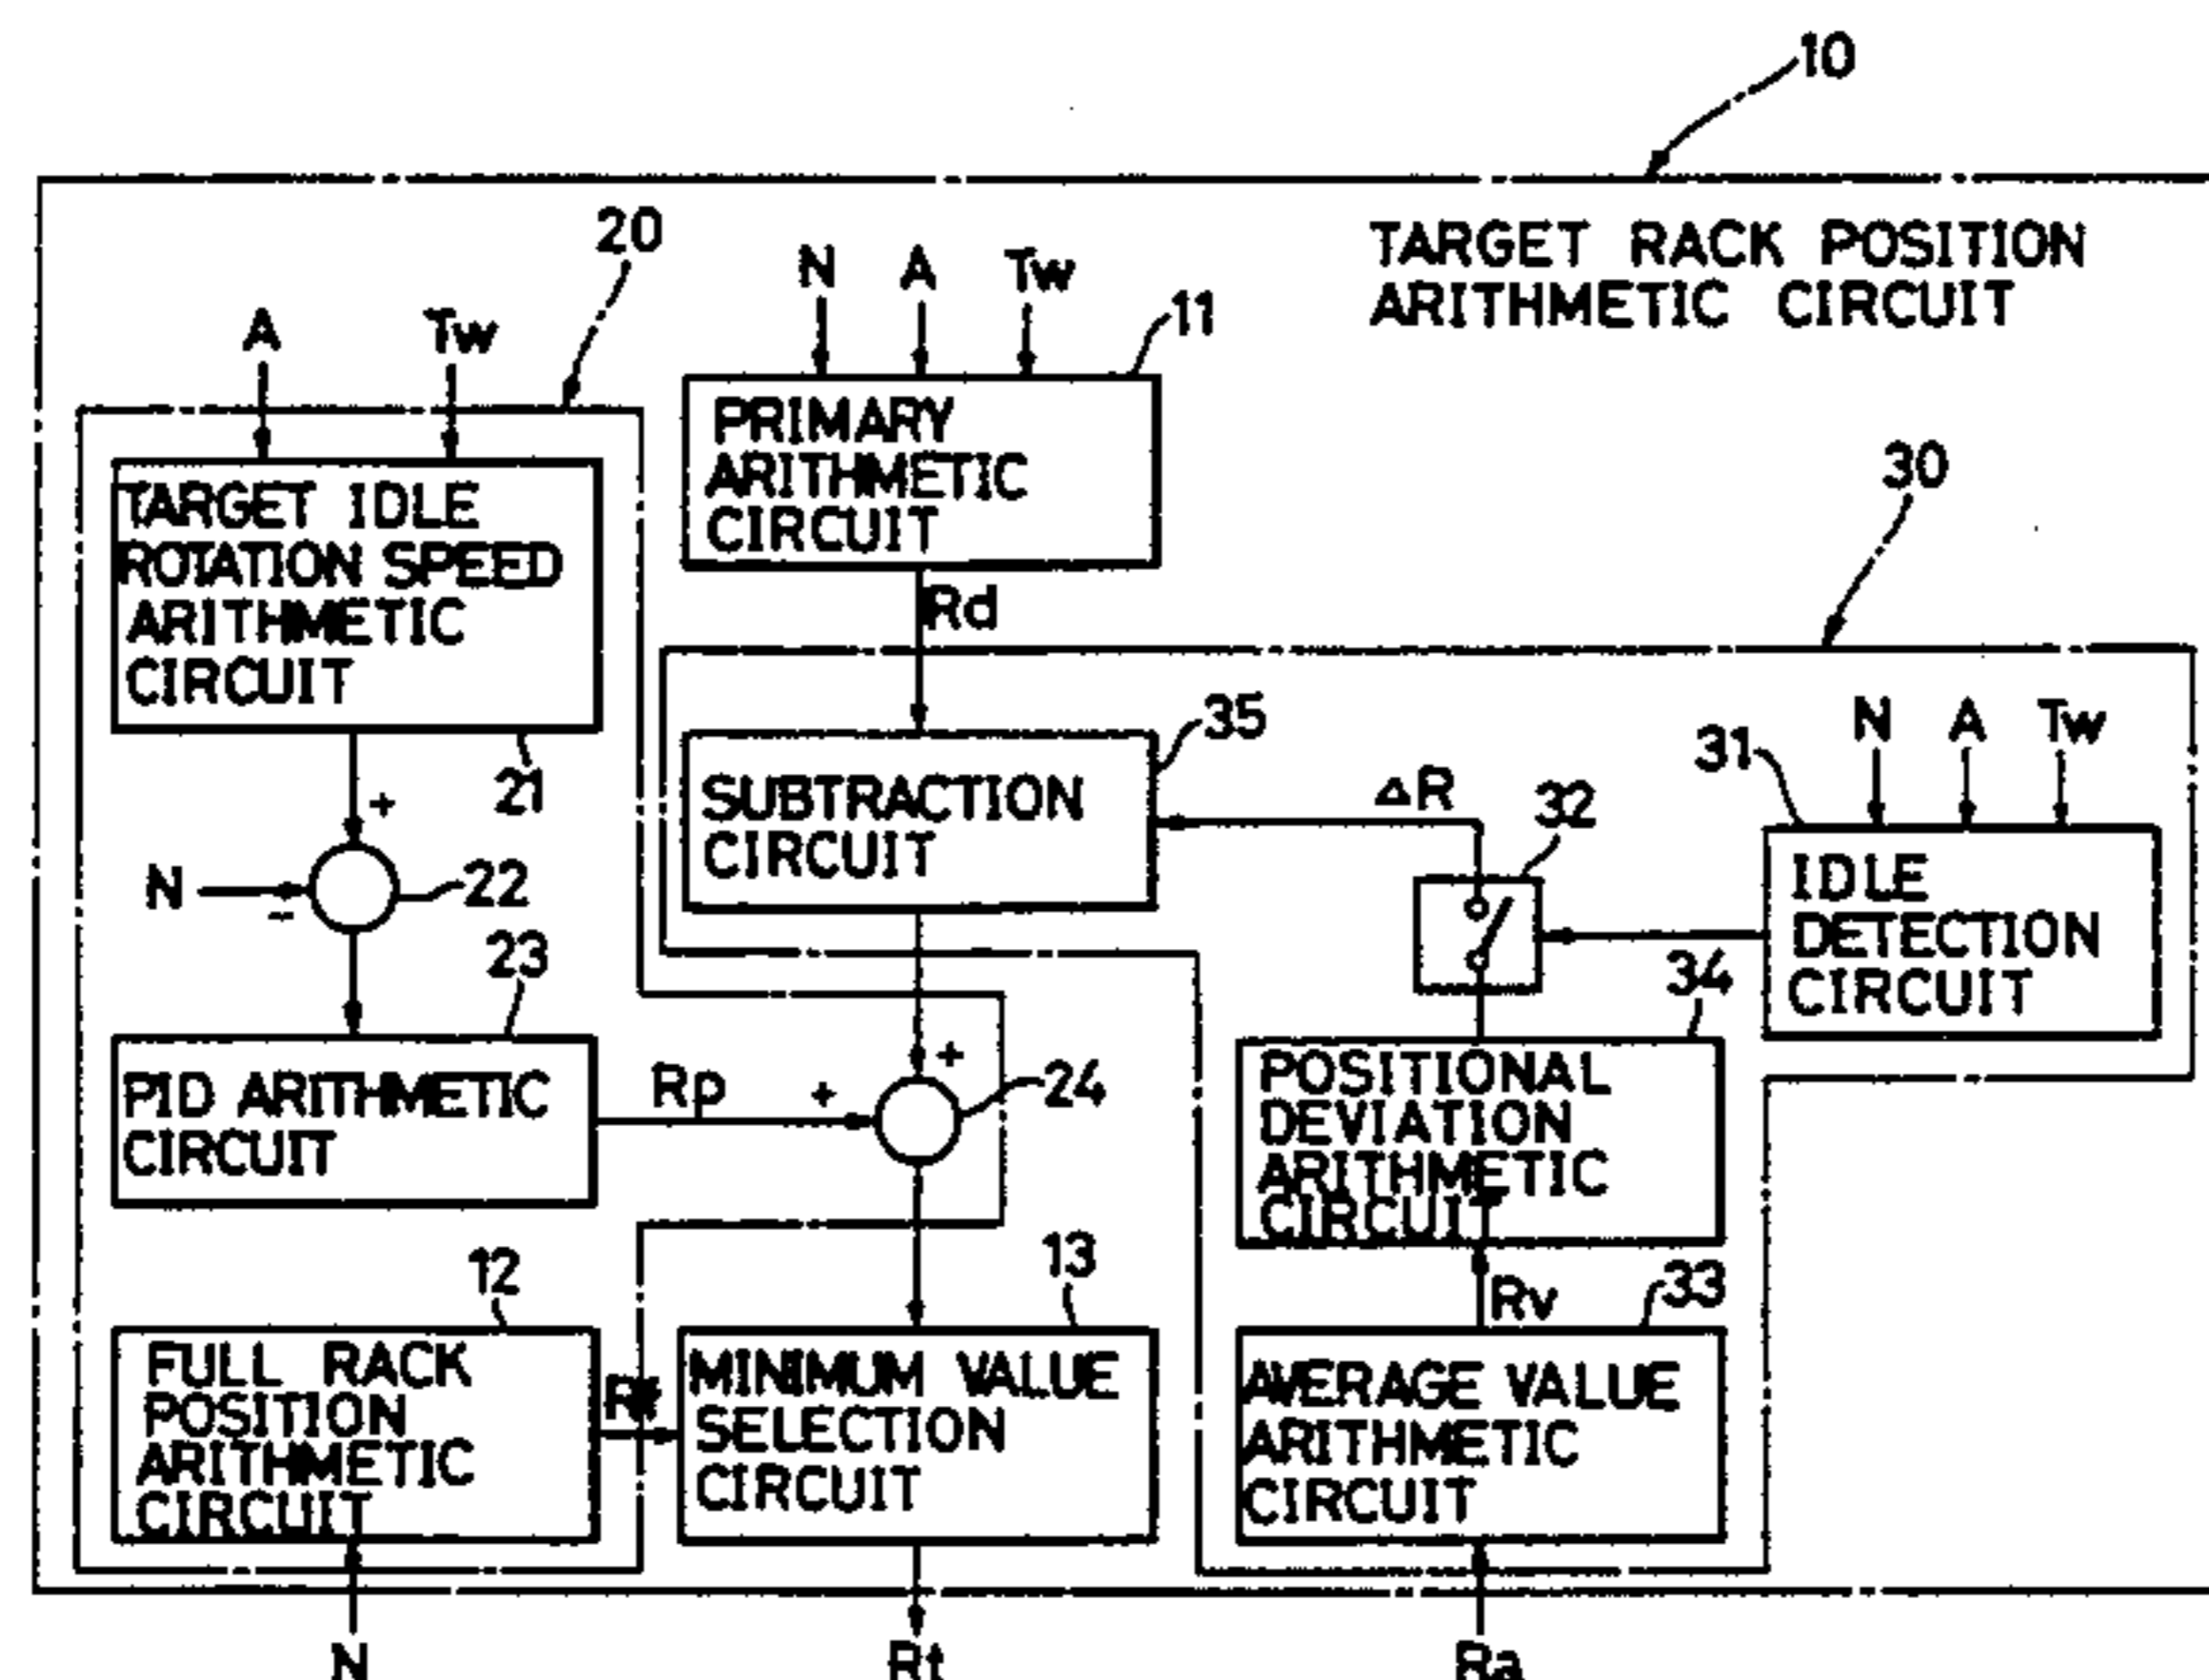 10
TARGET RACK POSITION
ARITHMETIC CIRCUIT
20
N A Tw
11
A Tw
PRIMARY
ARITHMETIC
CIRCUIT
30
TARGET IDLE
ROTATION SPEED
ARITHMETIC
CIRCUIT
Rd
21
+
35
SUBTRACTION
CIRCUIT
ΔR
32
31
N A Tw
IDLE
DETECTION
CIRCUIT
N
-
22
23
34
PID ARITHMETIC
CIRCUIT
Rp
+
+
24
POSITIONAL
DEVIATION
ARITHMETIC
CIRCUIT
12
13
Rv
33
FULL RACK
POSITION
ARITHMETIC
CIRCUIT
MINIMUM VALUE
SELECTION
CIRCUIT
AVERAGE VALUE
ARITHMETIC
CIRCUIT
N
Rt
Ra